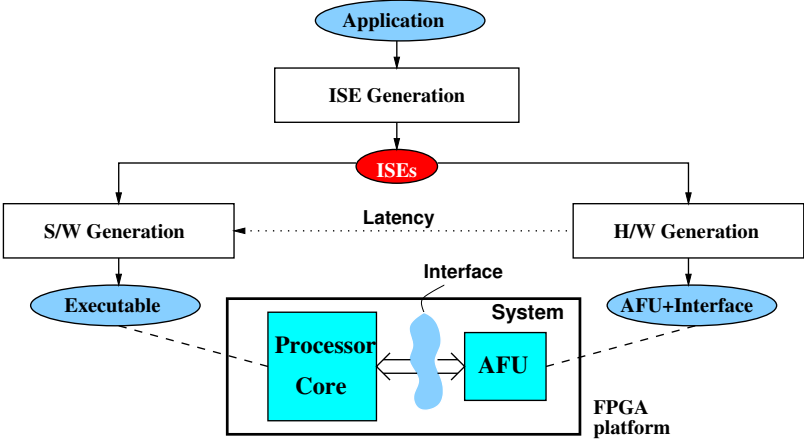 Application
ISE Generation
ISEs
S/W Generation
Latency
H/W Generation
Interface
Executable
System
AFU+Interface
Processor
Core
AFU
FPGA
platform